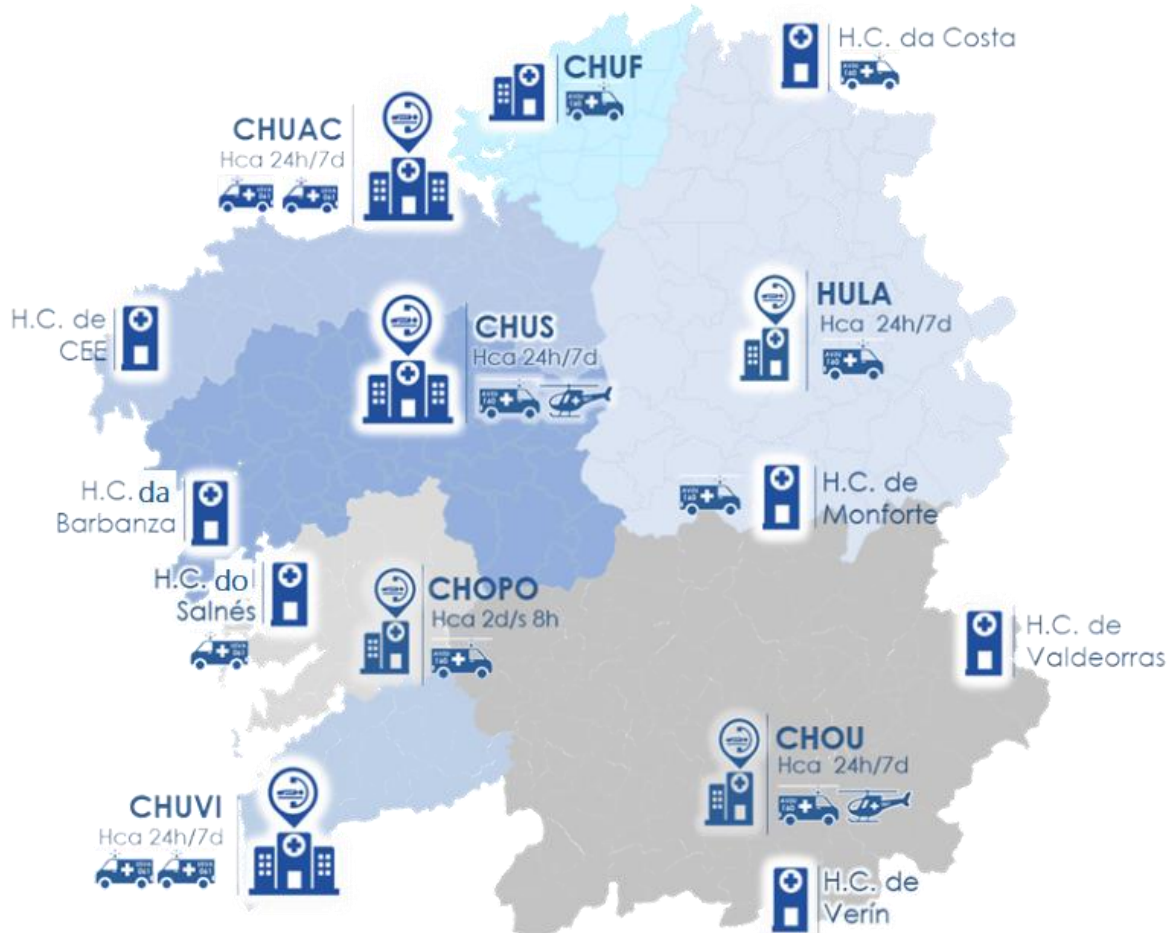 H.C. da Costa
CHUF
CHUAC
Hca 24h/7d
HULA
Hca 24h/7d
H.C. de
CEE
CHUS
Hca 24h/7d
H.C. da
Barbanza
H.C. de
Monforte
H.C. do
Salnés
CHOPO
Hca 2d/s 8h
H.C. de
Valdeorras
CHOU
Hca 24h/7d
CHUVI
Hca 24h/7d
H.C. de
Verín